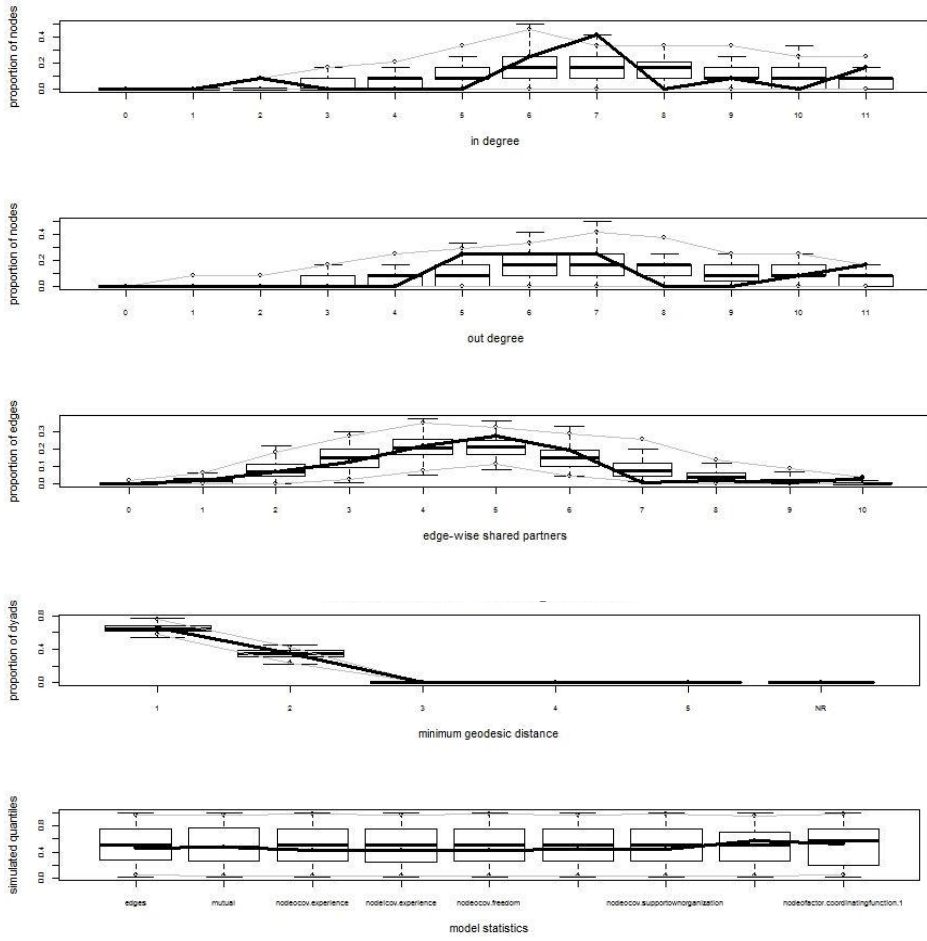 proportion of nodes
0.0 0.2 0.4
0 1 2 3 4 5 6 7 8 9 10 11
in degree
proportion of nodes
0.0 0.2 0.4
0 1 2 3 4 5 6 7 8 9 10 11
out degree
proportion of edges
0.0 0.1 0.2 0.3
0 1 2 3 4 5 6 7 8 9 10
edge-wise shared partners
proportion of dyads
0.0 0.4 0.8
1 2 3 4 5 NR
minimum geodesic distance
simulated quantiles
0.0 0.4 0.8
edges mutual nodeocov.experience nodeicov.experience nodeocov.freedom nodeocov.supportownorganization nodeofactor.coordinatingfunction.1
model statistics